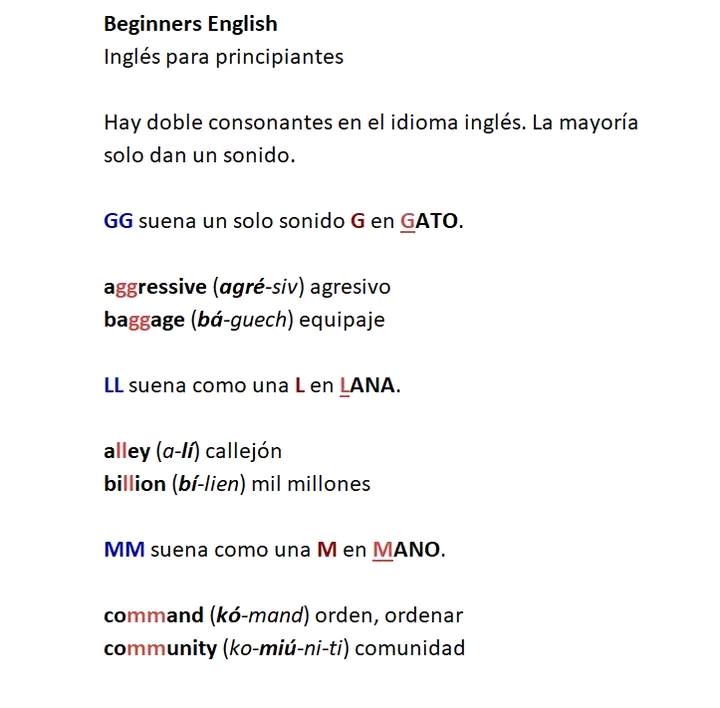 Beginners English
Inglés para principiantes
Hay doble consonantes en el idioma inglés. La mayoría
solo dan un sonido.
GG suena un solo sonido G en GATO.
aggressive (agré-siv) agresivo
baggage (bá-guech) equipaje
LL suena como una L en LANA.
alley (a-lí) callejón
billion (bí-lien) mil millones
MM suena como una M en MANO.
command (kó-mand) orden, ordenar
community (ko-miú-ni-ti) comunidad